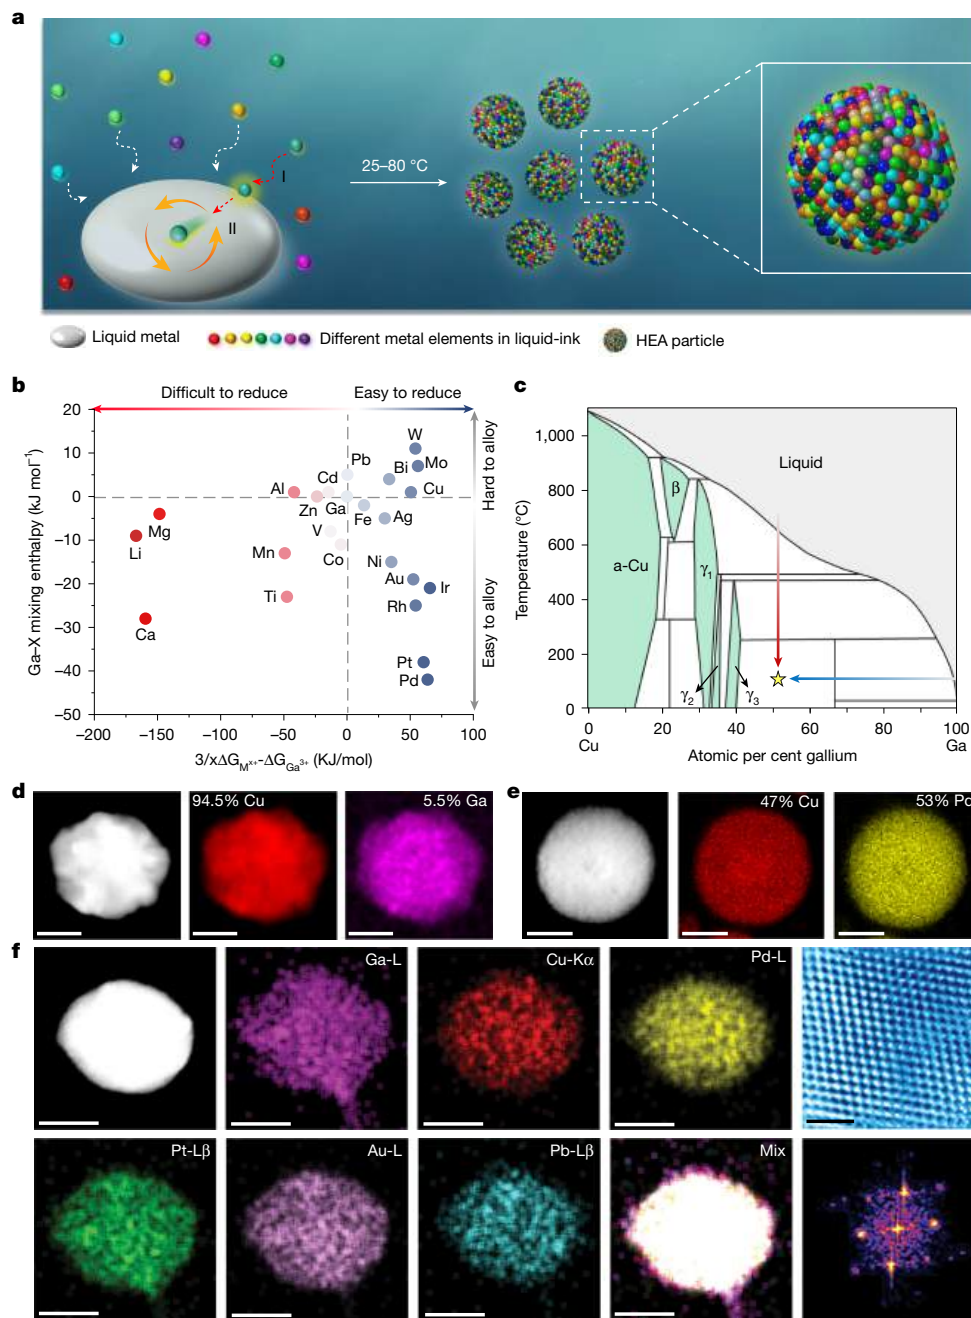 a
I
II
25–80 °C
Liquid metal
Different metal elements in liquid-ink
HEA particle
b
Difficult to reduce
Easy to reduce
Ga–X mixing enthalpy (kJ mol⁻¹)
20
10
0
−10
−20
−30
−40
−50
−200
−150
−100
−50
0
50
100
3/xΔG_M^x+-ΔG_Ga^3+ (KJ/mol)
Hard to alloy
Easy to alloy
W
Pb
Bi
Mo
Al
Cd
Cu
Zn
Ga
Mg
V
Fe
Ag
Li
Mn
Co
Ni
Au
Ir
Ti
Rh
Ca
Pt
Pd
c
Temperature (°C)
1,000
800
600
400
200
0
Liquid
β
a-Cu
γ₁
γ₂
γ₃
0
20
40
60
80
100
Cu
Atomic per cent gallium
Ga
d
94.5% Cu
5.5% Ga
e
47% Cu
53% Pd
f
Ga-L
Cu-Kα
Pd-L
Pt-Lβ
Au-L
Pb-Lβ
Mix